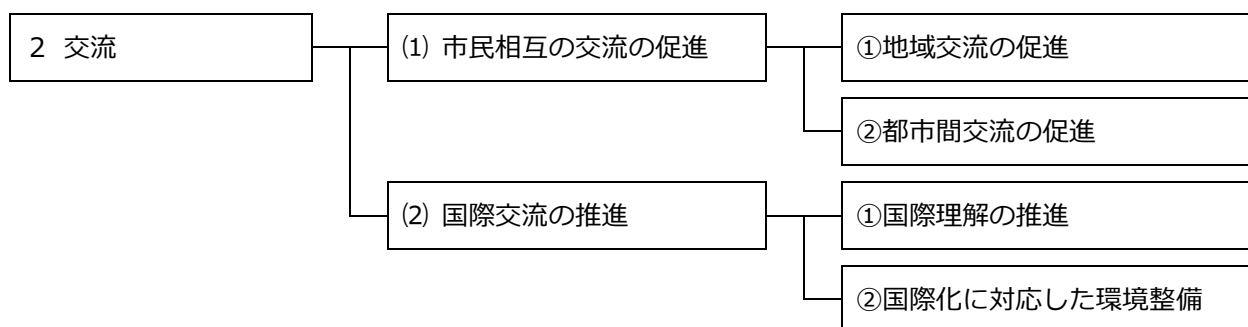 2 交流
⑴ 市民相互の交流の促進
①地域交流の促進
②都市間交流の促進
⑵ 国際交流の推進
①国際理解の推進
②国際化に対応した環境整備